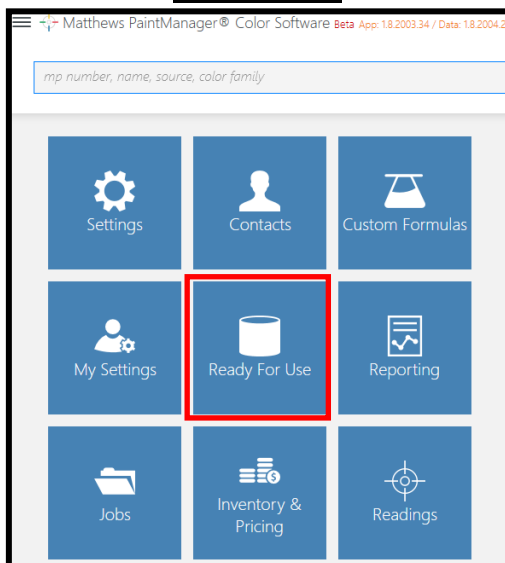 Matthews PaintManager® Color Software Beta App: 1.8.2003.34 / Data: 1.8.2004.2
mp number, name, source, color family
Settings
Contacts
Custom Formulas
My Settings
Ready For Use
Reporting
Jobs
Inventory &
Pricing
Readings